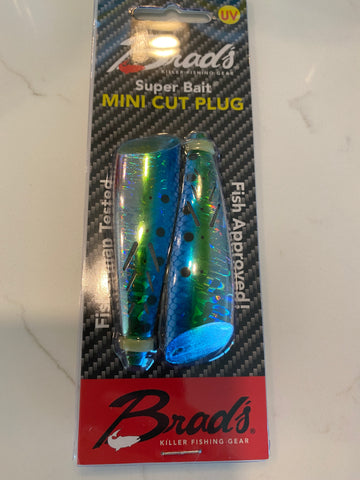 UV
Brad's®
KILLER FISHING GEAR
Super Bait
MINI CUT PLUG
Fisherman Tested
Fish Approved!
Brad's®
KILLER FISHING GEAR